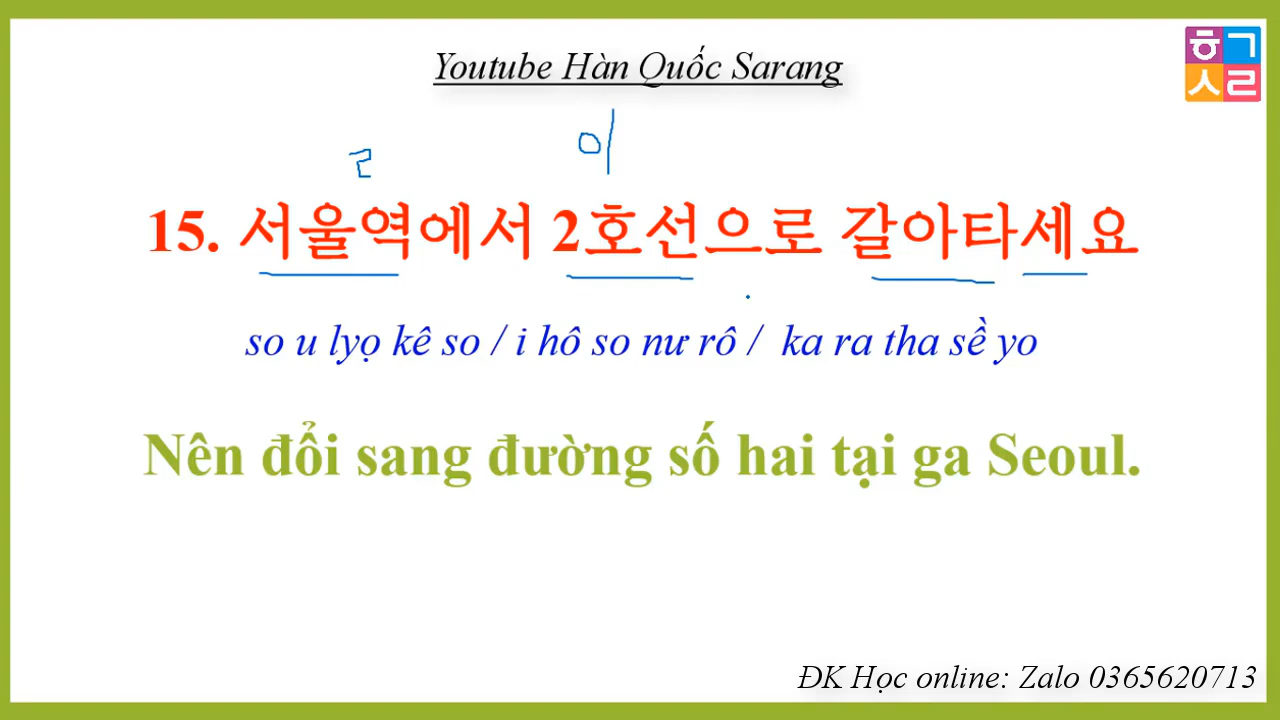 Youtube Hàn Quốc Sarang
ㅎㄱ
ㅅㄹ
ㄹ 이
15. 서울역에서 2호선으로 갈아타세요
so u lyọ kê so / i hô so nư rô / ka ra tha sề yo
Nên đổi sang đường số hai tại ga Seoul.
ĐK Học online: Zalo 0365620713